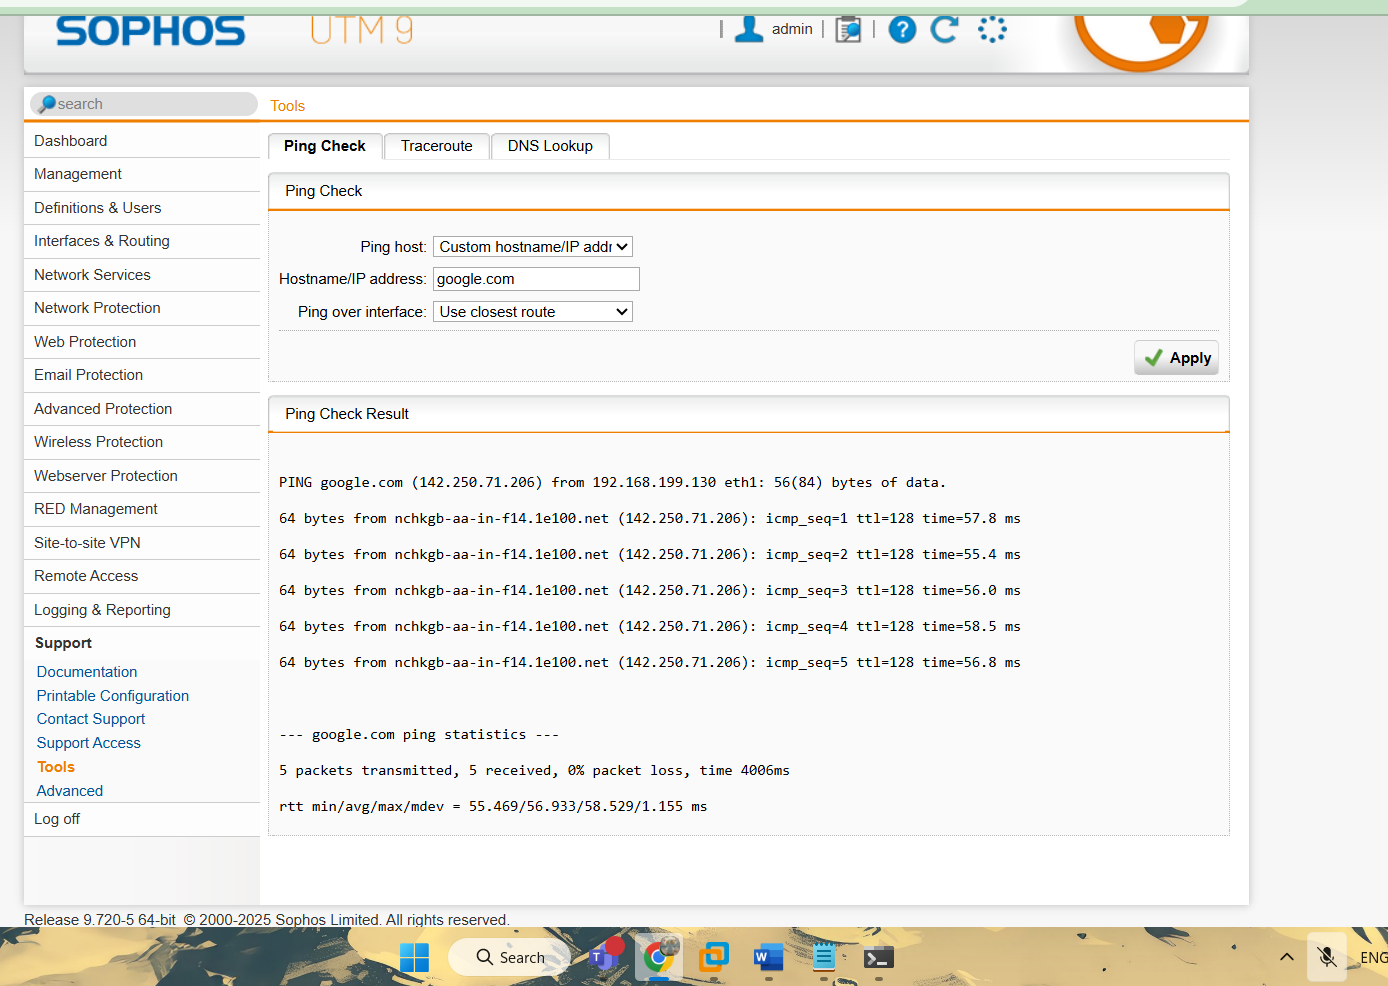 SOPHOS UTM 9
| admin | | ?
search
Tools
Dashboard
Management
Definitions & Users
Interfaces & Routing
Network Services
Network Protection
Web Protection
Email Protection
Advanced Protection
Wireless Protection
Webserver Protection
RED Management
Site-to-site VPN
Remote Access
Logging & Reporting
Support
Documentation
Printable Configuration
Contact Support
Support Access
Tools
Advanced
Log off
Ping Check Traceroute DNS Lookup
Ping Check
Ping host: Custom hostname/IP addr
Hostname/IP address: google.com
Ping over interface: Use closest route
Apply
Ping Check Result
PING google.com (142.250.71.206) from 192.168.199.130 eth1: 56(84) bytes of data.
64 bytes from nchkgb-aa-in-f14.1e100.net (142.250.71.206): icmp_seq=1 ttl=128 time=57.8 ms
64 bytes from nchkgb-aa-in-f14.1e100.net (142.250.71.206): icmp_seq=2 ttl=128 time=55.4 ms
64 bytes from nchkgb-aa-in-f14.1e100.net (142.250.71.206): icmp_seq=3 ttl=128 time=56.0 ms
64 bytes from nchkgb-aa-in-f14.1e100.net (142.250.71.206): icmp_seq=4 ttl=128 time=58.5 ms
64 bytes from nchkgb-aa-in-f14.1e100.net (142.250.71.206): icmp_seq=5 ttl=128 time=56.8 ms
--- google.com ping statistics ---
5 packets transmitted, 5 received, 0% packet loss, time 4006ms
rtt min/avg/max/mdev = 55.469/56.933/58.529/1.155 ms
Release 9.720-5 64-bit © 2000-2025 Sophos Limited. All rights reserved.
Search
T
W
ENG